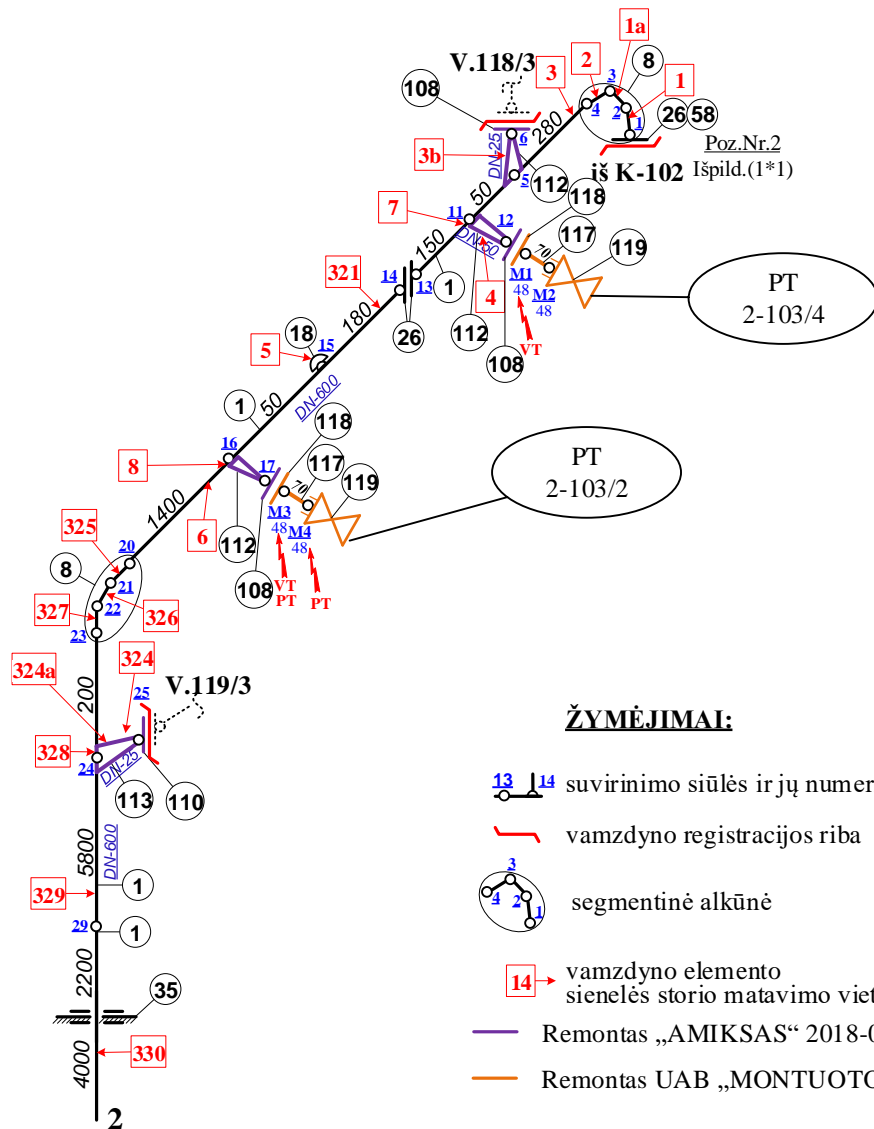 V.118/3
108
3
2
1a
8
1
3
4
2
1
26
58
Poz.Nr.2
Išpild.(1*1)
iš K-102
280
6
3b
DN-25
5
112
50
7
11
12
DN-50
118
117
70
119
4
M1
48
M2
48
VT
PT
2-103/4
150
13
1
112
108
14
26
321
180
18
15
5
DN-600
50
1
16
8
17
118
117
70
119
M3
48
M4
48
VT
PT
PT
PT
2-103/2
1400
6
112
108
325
20
8
21
22
326
327
23
324a
324
200
25
V.119/3
328
24
DN-25
113
110
5800
DN-600
329
1
29
1
2200
35
4000
330
2
ŽYMĖJIMAI:
13
14
suvirinimo siūlės ir jų numer
vamzdyno registracijos riba
3
4
2
1
segmentinė alkūnė
14
vamzdyno elemento
sienelės storio matavimo viet
Remontas „AMIKSAS“ 2018-0
Remontas UAB „MONTUOTO